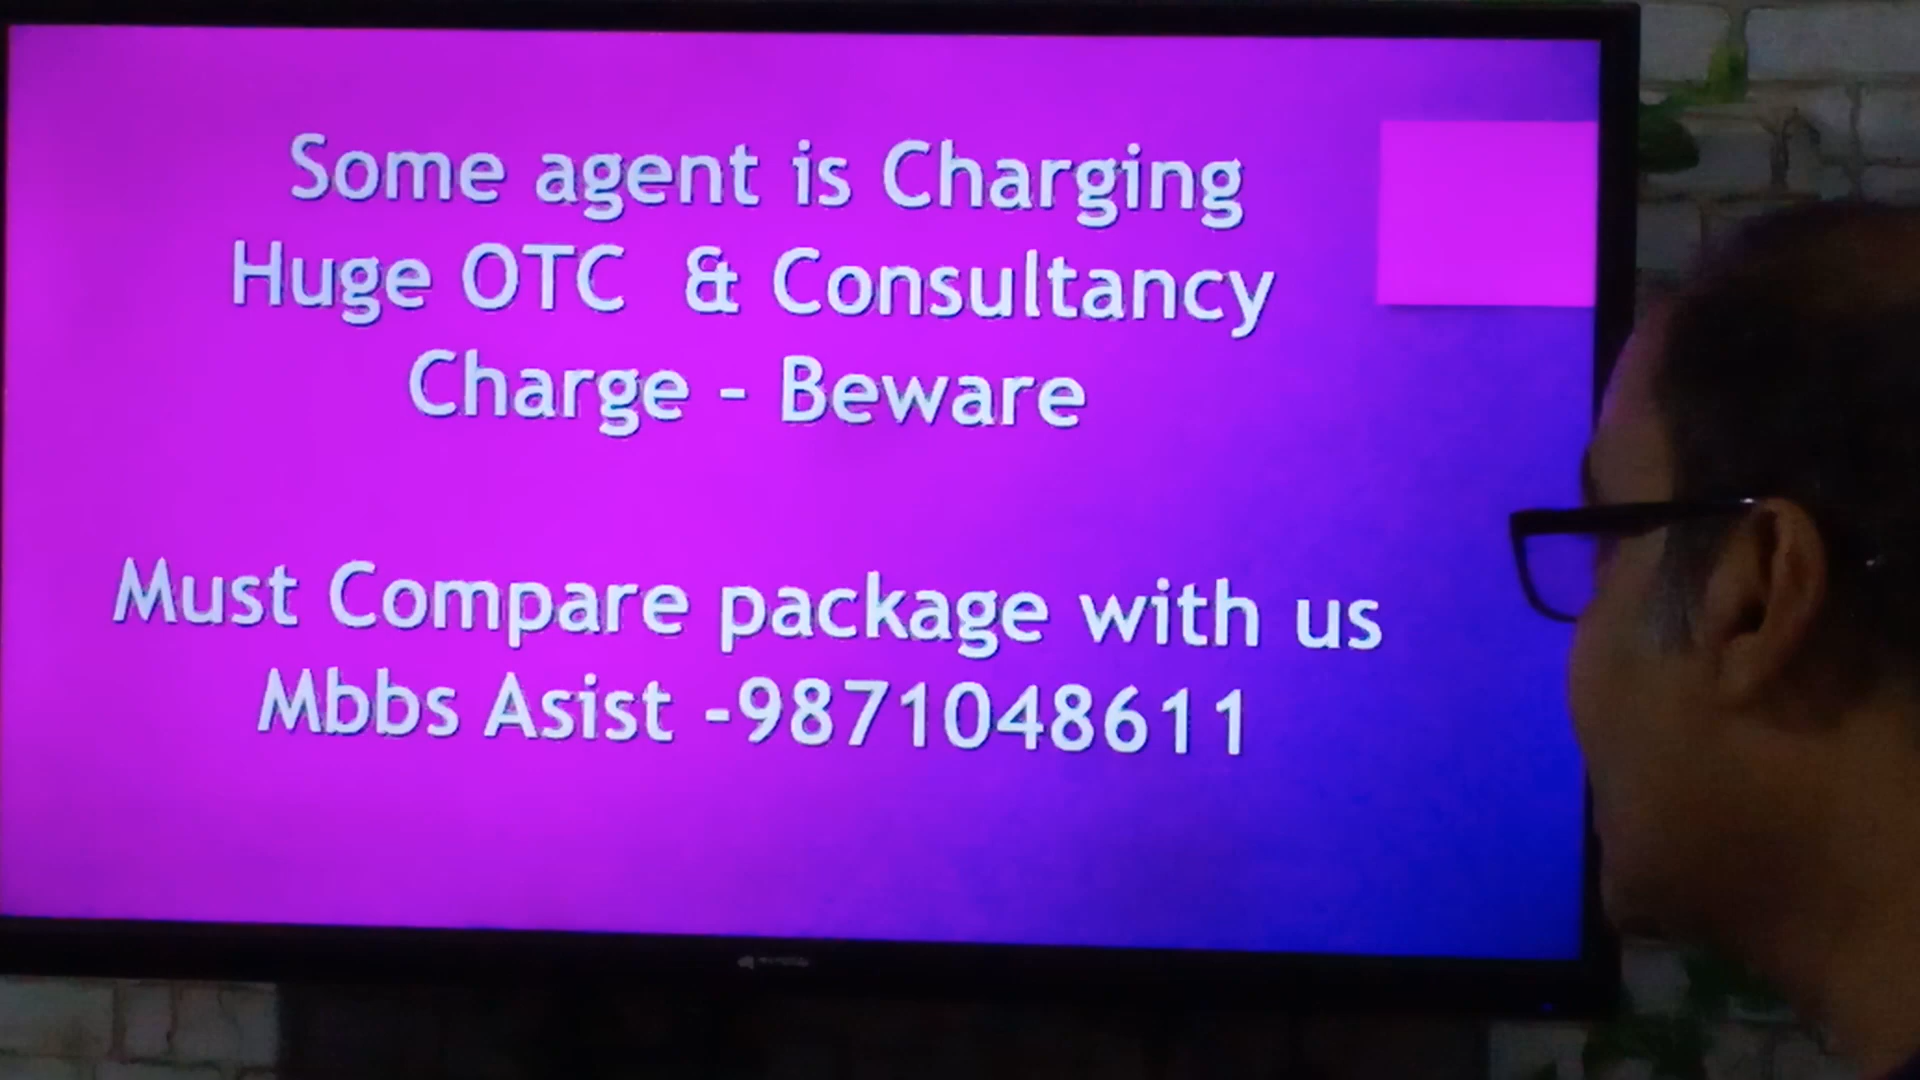 Some agent is Charging
Huge OTC & Consultancy
Charge - Beware
Must Compare package with us
Mbbs Asist -9871048611